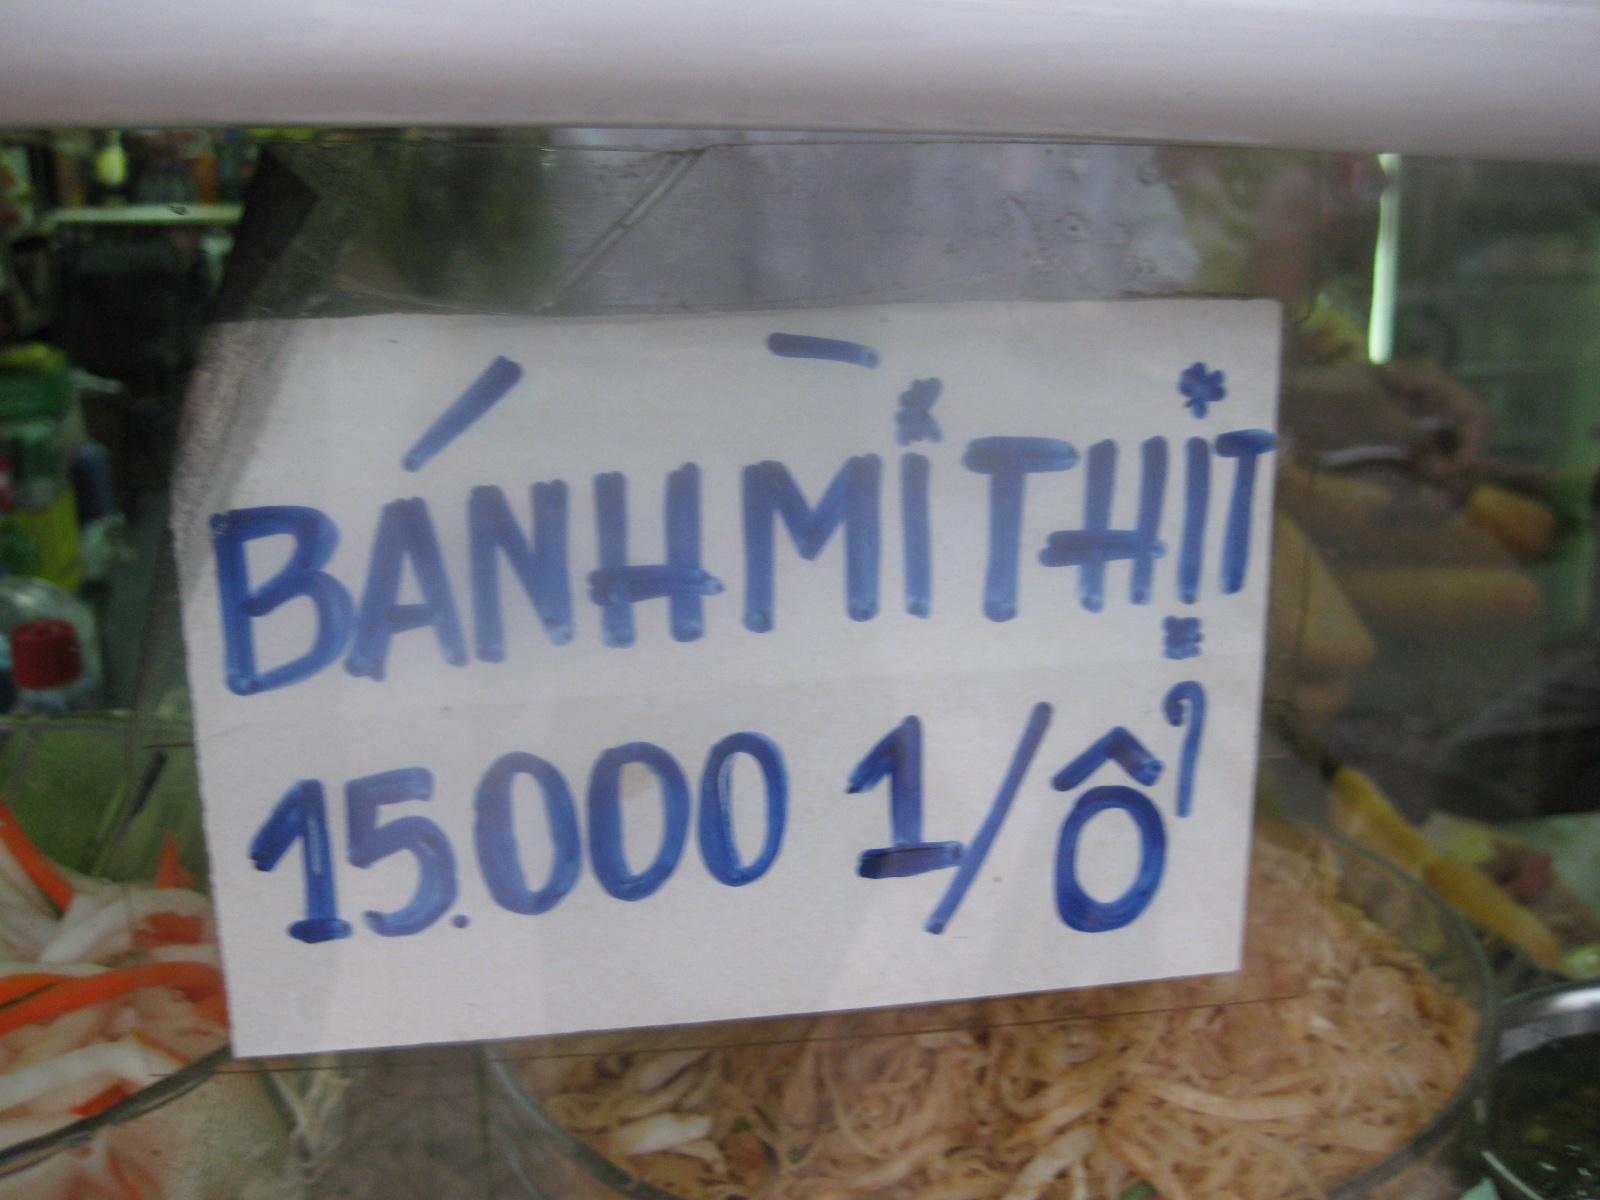 BÁNH MÌ THỊT
15.000 1/Ổ